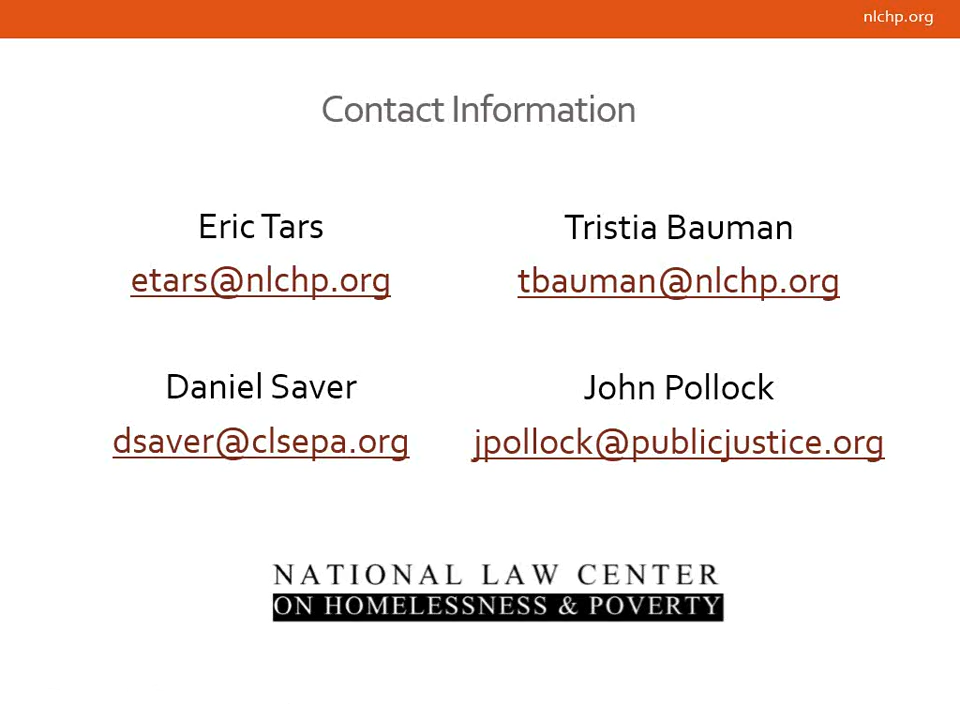 nlchp.org
Contact Information
Eric Tars
etars@nlchp.org
Tristia Bauman
tbauman@nlchp.org
Daniel Saver
dsaver@clsepa.org
John Pollock
jpollock@publicjustice.org
NATIONAL LAW CENTER
ON HOMELESSNESS & POVERTY